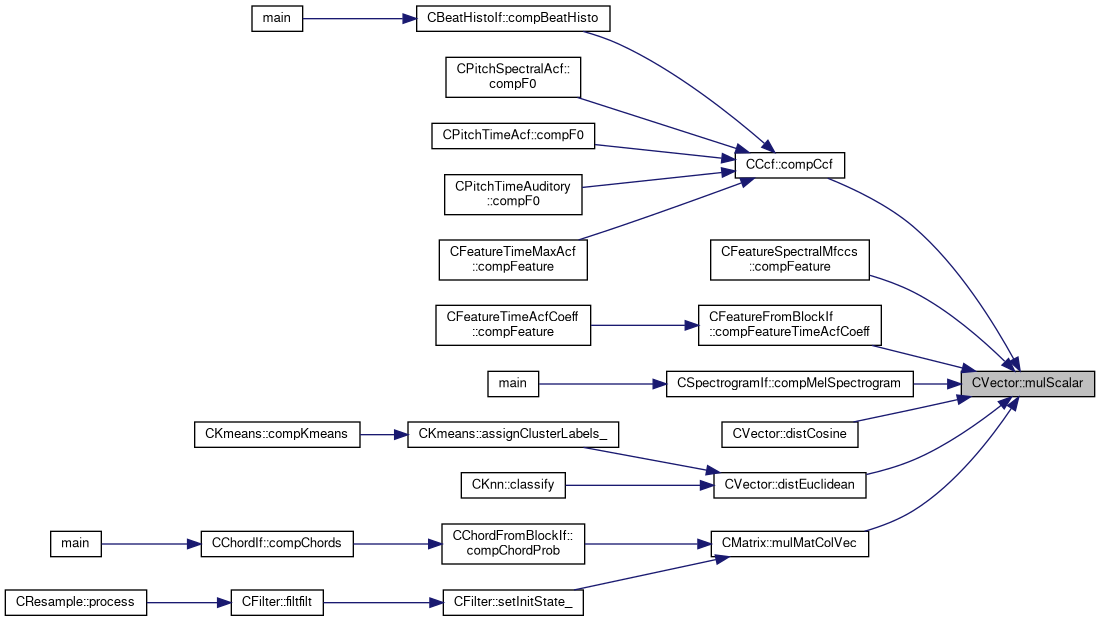 main
CBeatHistoIf::compBeatHisto
CPitchSpectralAcf::
compF0
CPitchTimeAcf::compF0
CCcf::compCcf
CPitchTimeAuditory
::compF0
CFeatureTimeMaxAcf
::compFeature
CFeatureSpectralMfccs
::compFeature
CFeatureTimeAcfCoeff
::compFeature
CFeatureFromBlockIf
::compFeatureTimeAcfCoeff
main
CSpectrogramIf::compMelSpectrogram
CVector::mulScalar
CKmeans::compKmeans
CKmeans::assignClusterLabels_
CVector::distCosine
CKnn::classify
CVector::distEuclidean
main
CChordIf::compChords
CChordFromBlockIf::
compChordProb
CMatrix::mulMatColVec
CResample::process
CFilter::filtfilt
CFilter::setInitState_